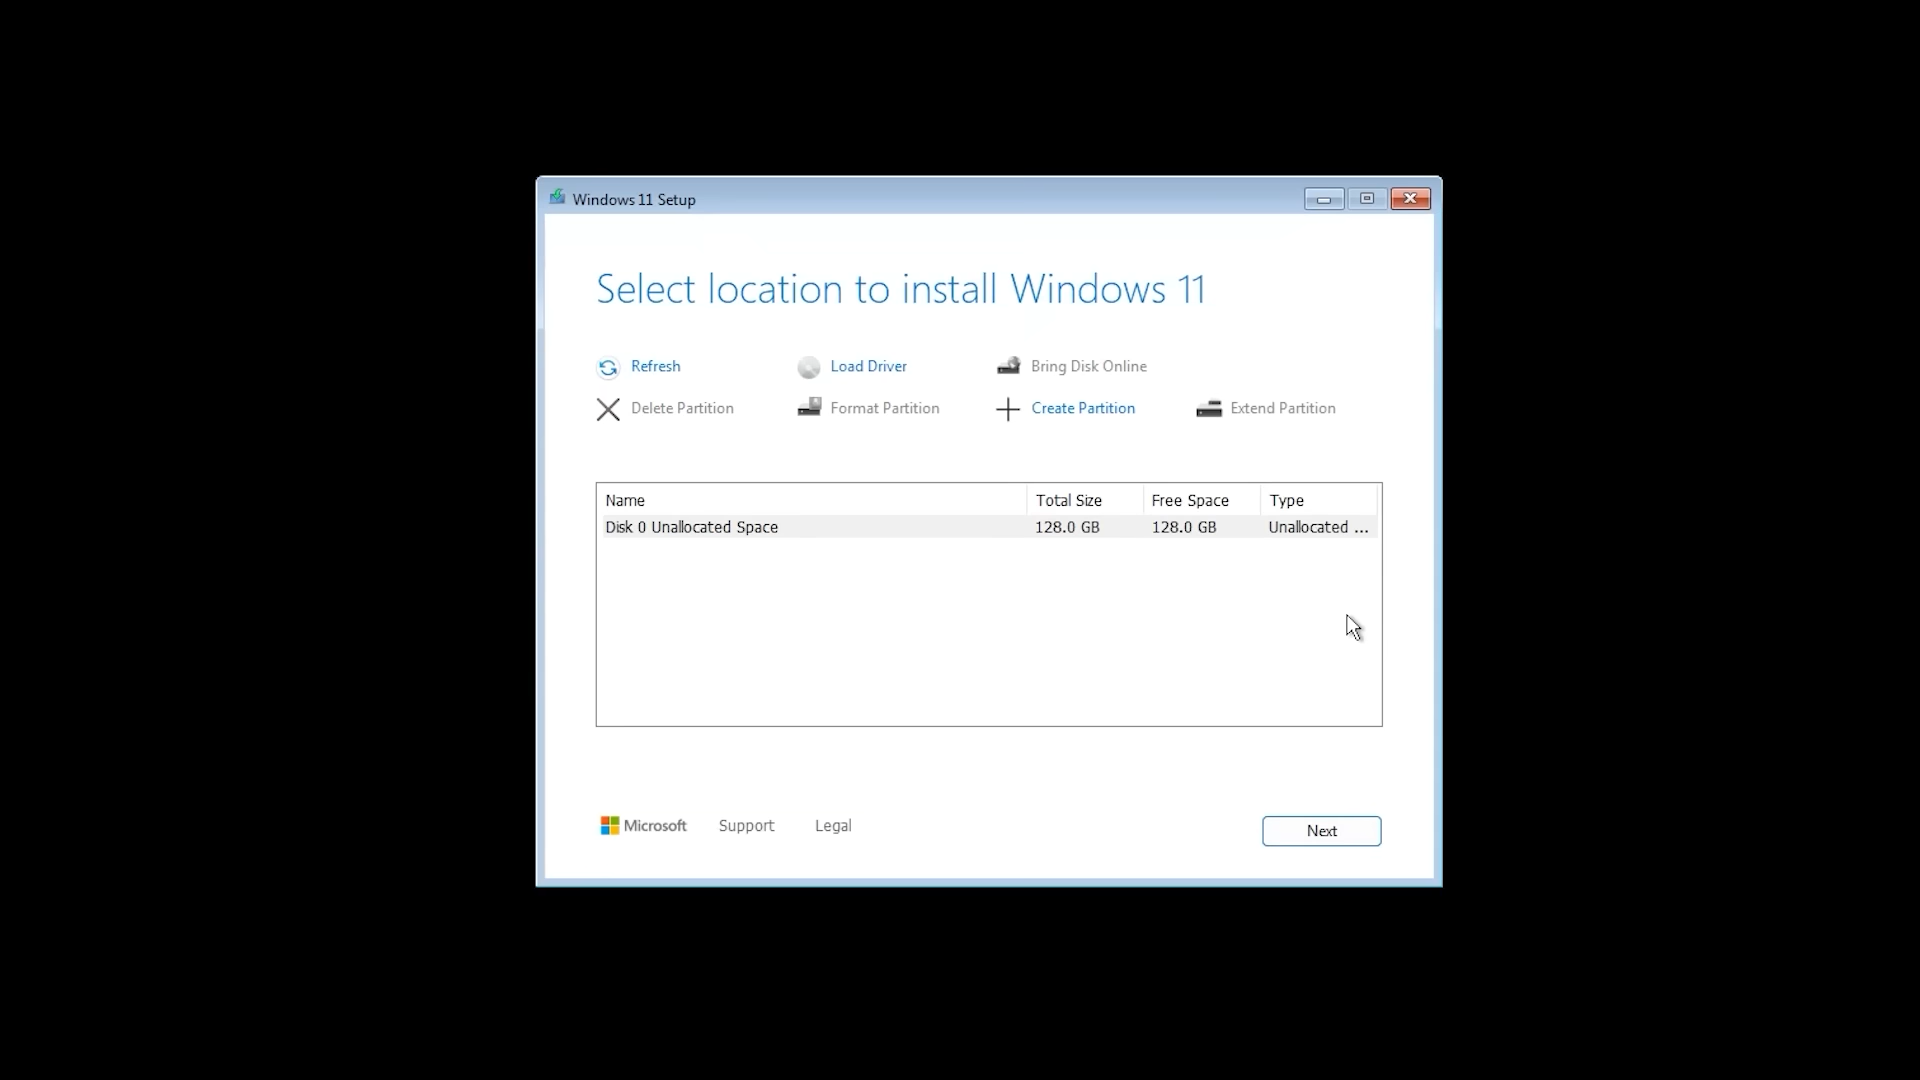 Windows 11 Setup
Select location to install Windows 11
Refresh Load Driver Bring Disk Online
Delete Partition Format Partition Create Partition Extend Partition
Name Total Size Free Space Type
Disk 0 Unallocated Space 128.0 GB 128.0 GB Unallocated ...
Microsoft Support Legal
Next